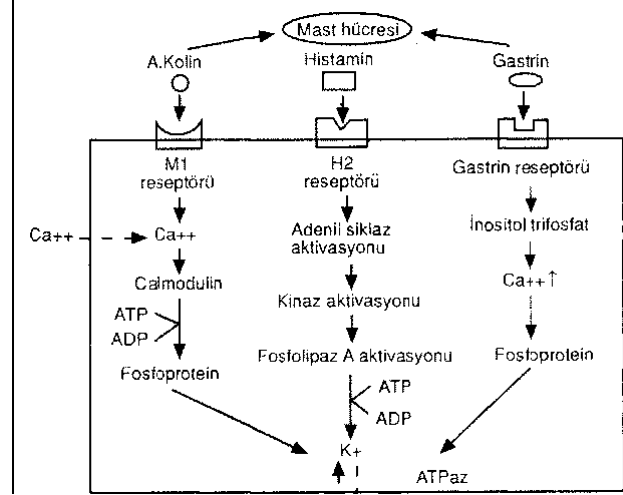 Mast hücresi
A.Kolin
Histamin
Gastrin
M1
reseptörü
H2
reseptörü
Gastrin reseptörü
Ca++
Ca++
Calmodulin
ATP
ADP
Fosfoprotein
Adenil siklaz
aktivasyonu
Kinaz aktivasyonu
Fosfolipaz A aktivasyonu
ATP
ADP
K+
İnositol trifosfat
Ca++ ↑
Fosfoprotein
ATPaz